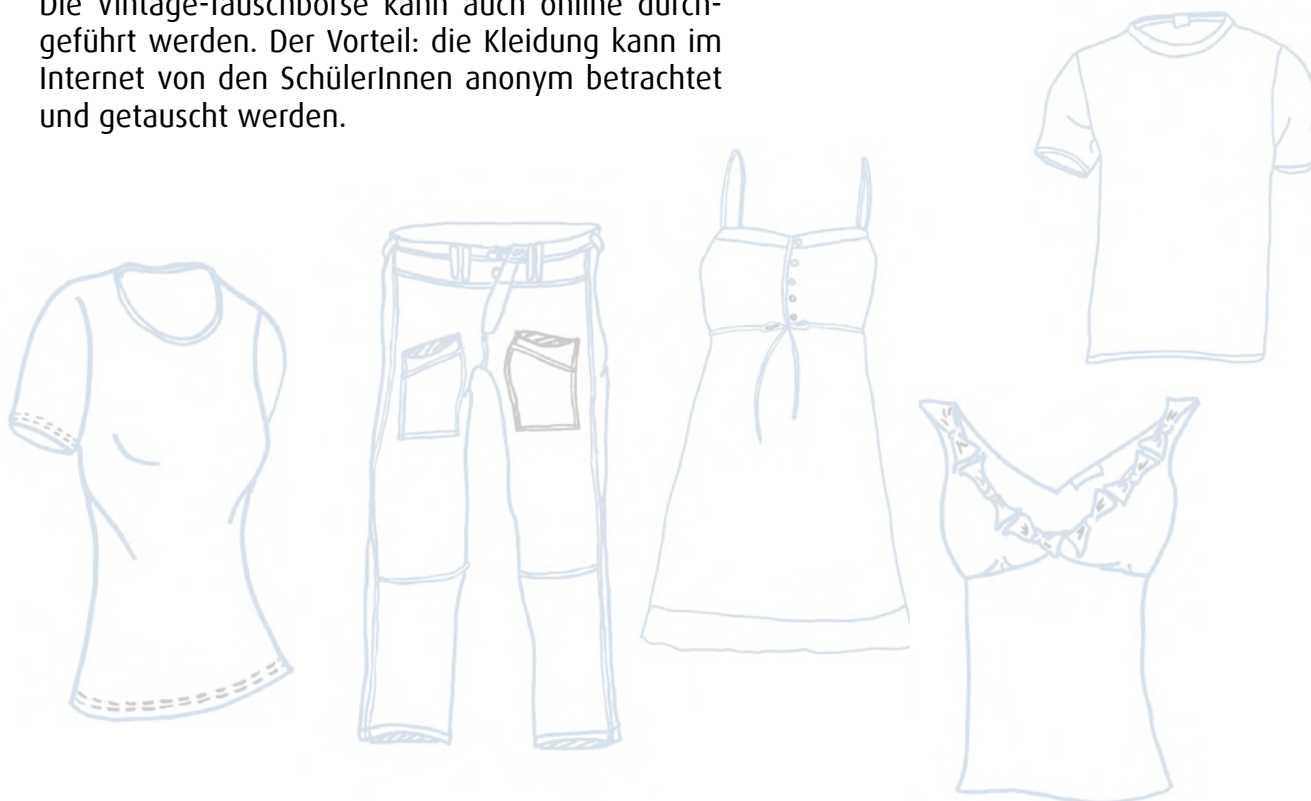 Die Vintage-Tauschbörse kann auch online durch-
geführt werden. Der Vorteil: die Kleidung kann im
Internet von den SchülerInnen anonym betrachtet
und getauscht werden.